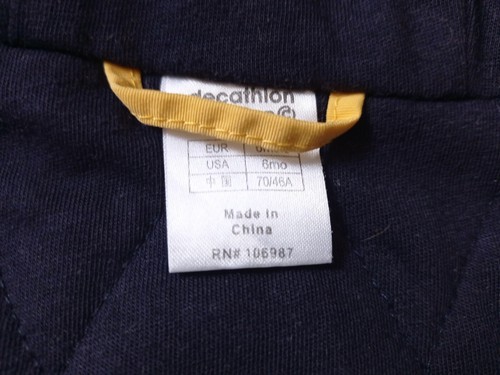 decathlon
©
EUR
USA 6mo
中国 70/46A
Made in
China
RN# 106987